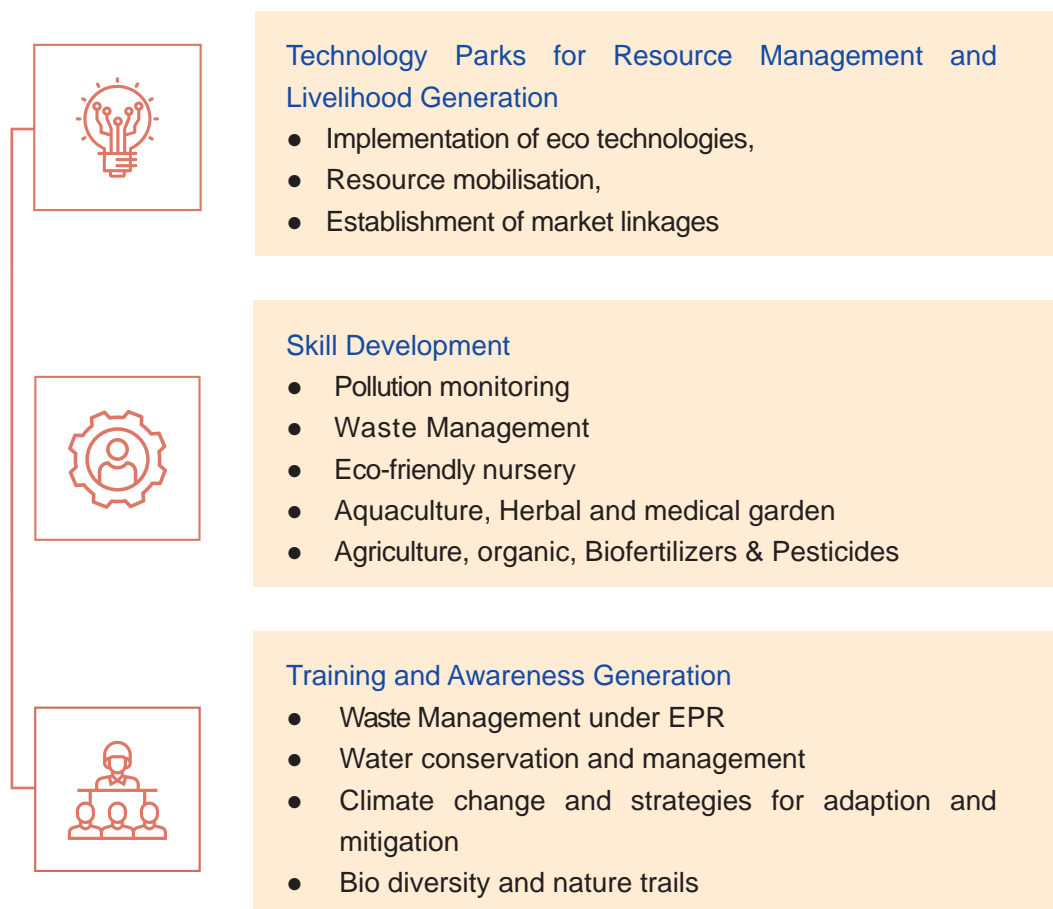 Technology Parks for Resource Management and
Livelihood Generation
● Implementation of eco technologies,
● Resource mobilisation,
● Establishment of market linkages
Skill Development
● Pollution monitoring
● Waste Management
● Eco-friendly nursery
● Aquaculture, Herbal and medical garden
● Agriculture, organic, Biofertilizers & Pesticides
Training and Awareness Generation
● Waste Management under EPR
● Water conservation and management
● Climate change and strategies for adaption and
mitigation
● Bio diversity and nature trails